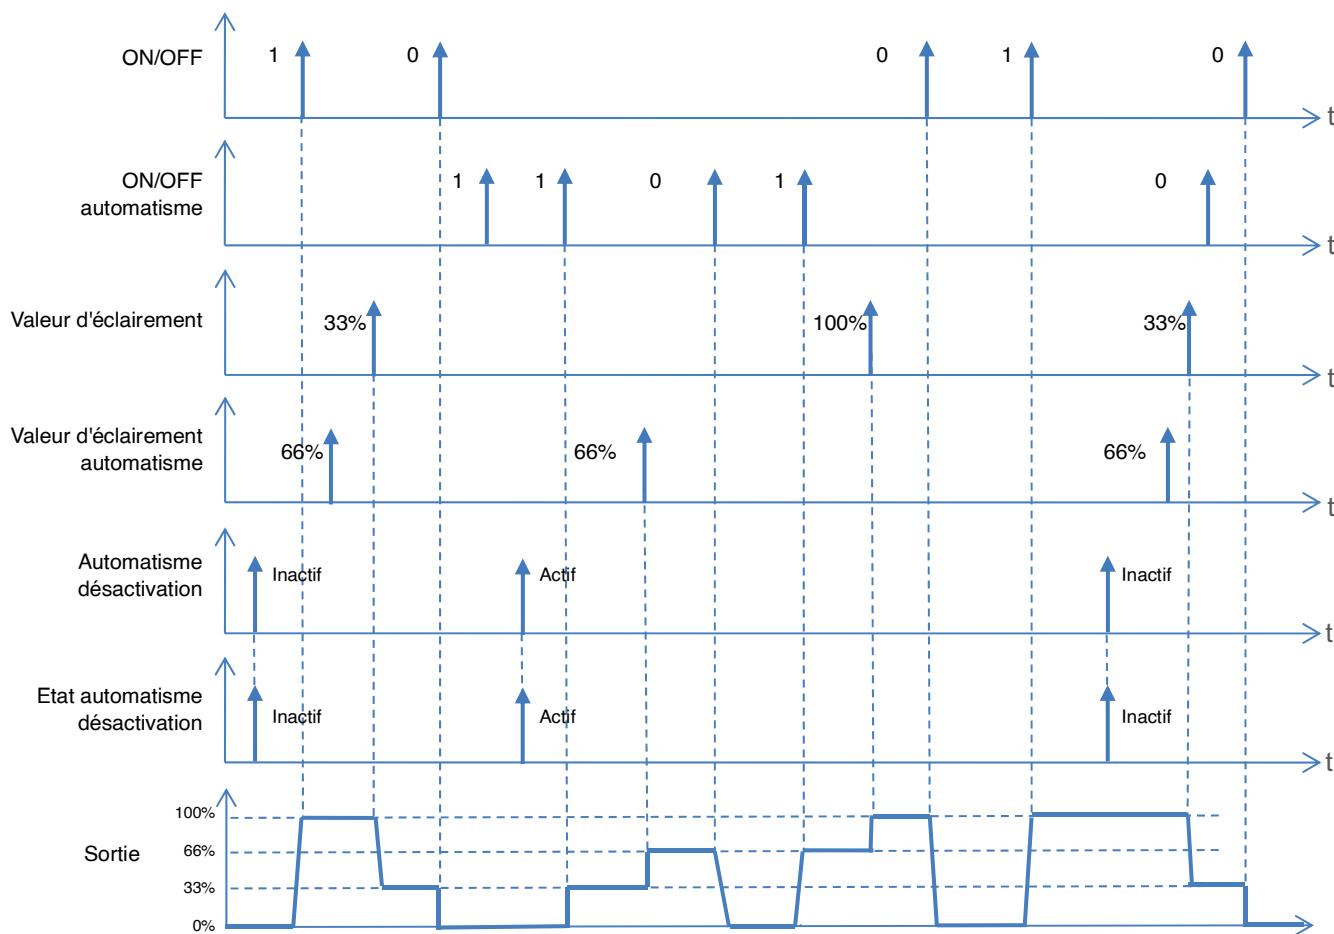 ON/OFF
1
0
0
1
0
t
ON/OFF
automatisme
1
1
0
1
0
t
Valeur d'éclairement
33%
100%
33%
t
Valeur d'éclairement
automatisme
66%
66%
66%
t
Automatisme
désactivation
Inactif
Actif
Inactif
t
Etat automatisme
désactivation
Inactif
Actif
Inactif
t
Sortie
100%
66%
33%
0%